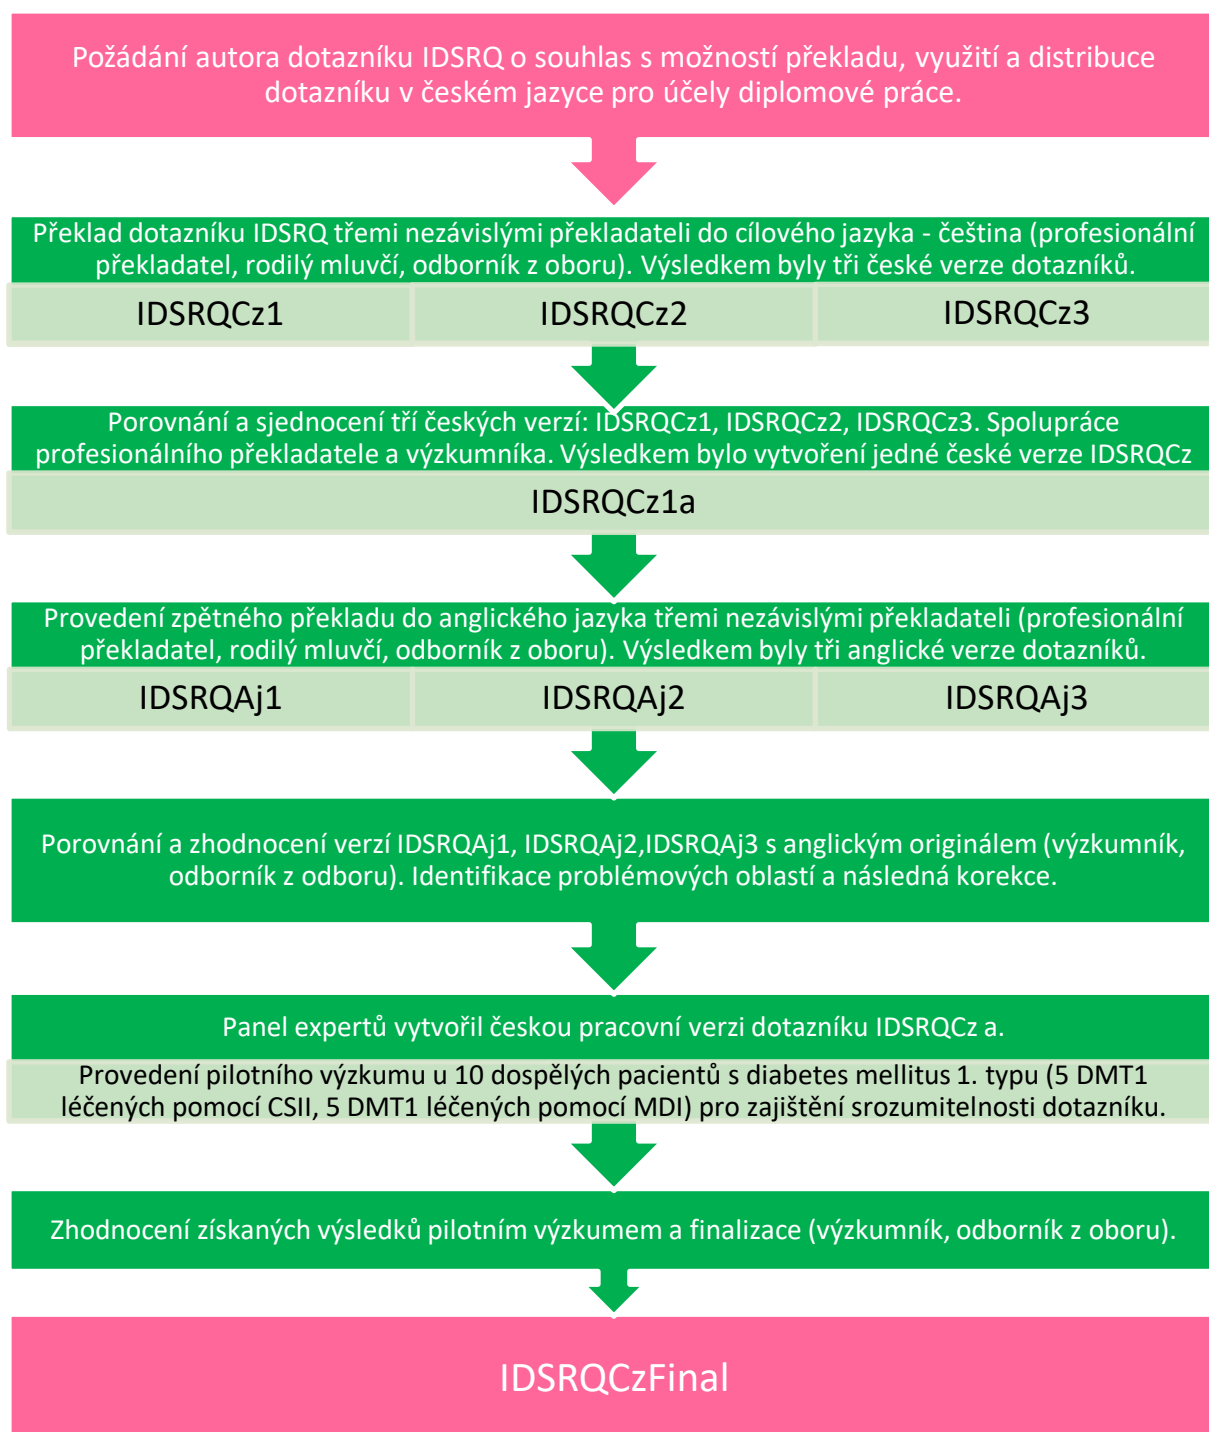 Požádání autora dotazníku IDSRQ o souhlas s možností překladu, využití a distribuce
dotazníku v českém jazyce pro účely diplomové práce.
Překlad dotazníku IDSRQ třemi nezávislými překladateli do cílového jazyka - čeština (profesionální
překladatel, rodilý mluvčí, odborník z oboru). Výsledkem byly tři české verze dotazníků.
IDSRQCz1
IDSRQCz2
IDSRQCz3
Porovnání a sjednocení tří českých verzí: IDSRQCz1, IDSRQCz2, IDSRQCz3. Spolupráce
profesionálního překladatele a výzkumníka. Výsledkem bylo vytvoření jedné české verze IDSRQCz
IDSRQCz1a
Provedení zpětného překladu do anglického jazyka třemi nezávislými překladateli (profesionální
překladatel, rodilý mluvčí, odborník z oboru). Výsledkem byly tři anglické verze dotazníků.
IDSRQAj1
IDSRQAj2
IDSRQAj3
Porovnání a zhodnocení verzí IDSRQAj1, IDSRQAj2,IDSRQAj3 s anglickým originálem (výzkumník,
odborník z odboru). Identifikace problémových oblastí a následná korekce.
Panel expertů vytvořil českou pracovní verzi dotazníku IDSRQCz a.
Provedení pilotního výzkumu u 10 dospělých pacientů s diabetes mellitus 1. typu (5 DMT1
léčených pomocí CSII, 5 DMT1 léčených pomocí MDI) pro zajištění srozumitelnosti dotazníku.
Zhodnocení získaných výsledků pilotním výzkumem a finalizace (výzkumník, odborník z oboru).
IDSRQCzFinal